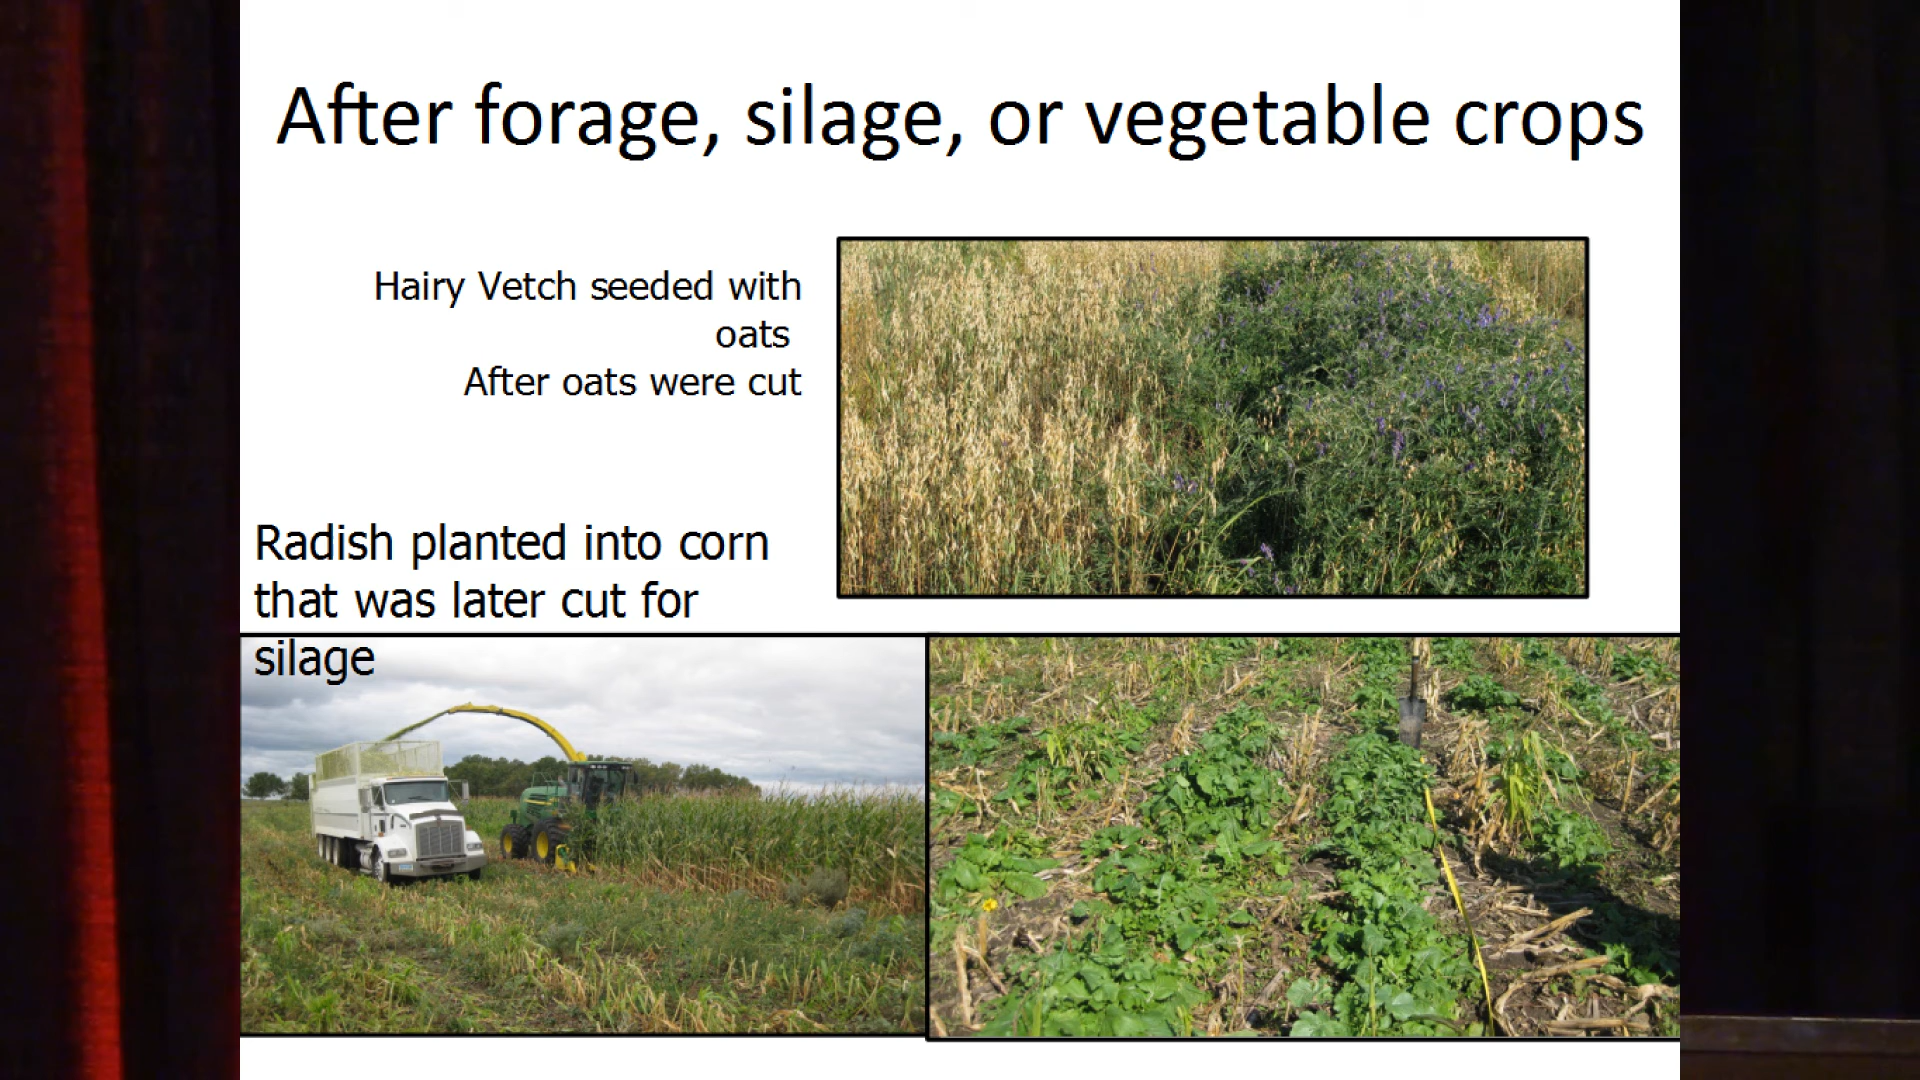 After forage, silage, or vegetable crops
Hairy Vetch seeded with
oats
After oats were cut
Radish planted into corn
that was later cut for
silage